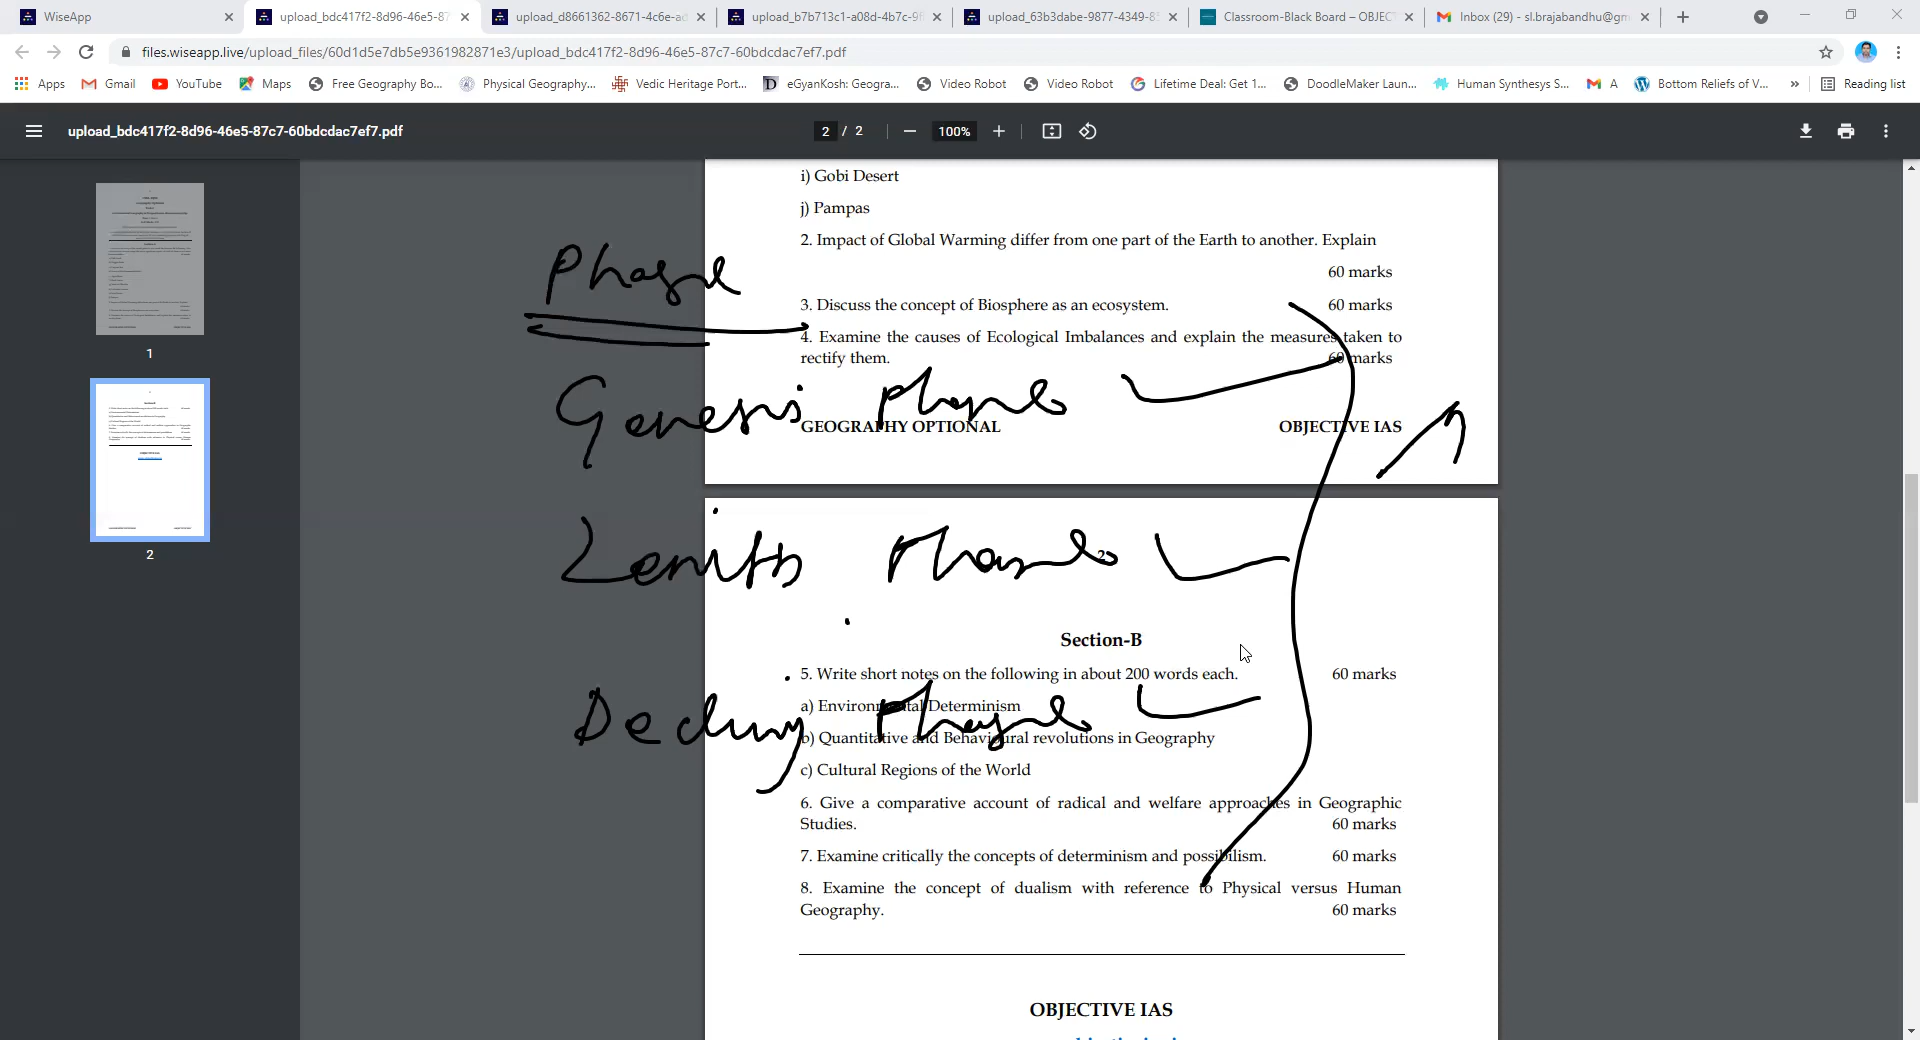 WiseApp
upload_bdc417f2-8d96-46e5-87
upload_d8661362-8671-4c6e-ad
upload_b7b713c1-a08d-4b7c-9f
upload_63b3dabe-9877-4349-85
Classroom-Black Board – OBJEC
Inbox (29) - sl.brajabandhu@gm
files.wiseapp.live/upload_files/60d1d5e7db5e9361982871e3/upload_bdc417f2-8d96-46e5-87c7-60bdcdac7ef7.pdf
Apps
Gmail
YouTube
Maps
Free Geography Bo...
Physical Geography...
Vedic Heritage Port...
eGyanKosh: Geogra...
Video Robot
Video Robot
Lifetime Deal: Get 1...
DoodleMaker Laun...
Human Synthesys S...
A
Bottom Reliefs of V...
»
Reading list
upload_bdc417f2-8d96-46e5-87c7-60bdcdac7ef7.pdf
2 / 2
100%
1
2
i) Gobi Desert
j) Pampas
2. Impact of Global Warming differ from one part of the Earth to another. Explain
60 marks
Phase
3. Discuss the concept of Biosphere as an ecosystem. 60 marks
4. Examine the causes of Ecological Imbalances and explain the measures taken to
rectify them. 60 marks
Genesis Phase
GEOGRAPHY OPTIONAL OBJECTIVE IAS
2
Zenith Phase
Section-B
5. Write short notes on the following in about 200 words each. 60 marks
a) Environmental Determinism
Phase
b) Quantitative and Behavioural revolutions in Geography
c) Cultural Regions of the World
6. Give a comparative account of radical and welfare approaches in Geographic
Studies. 60 marks
7. Examine critically the concepts of determinism and possibilism. 60 marks
8. Examine the concept of dualism with reference to Physical versus Human
Geography. 60 marks
OBJECTIVE IAS